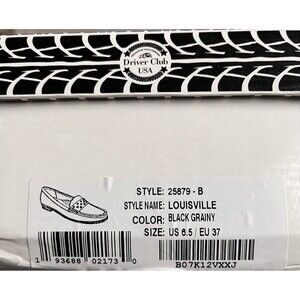 Driver Club
USA
STYLE: 25879 - B
STYLE NAME: LOUISVILLE
COLOR: BLACK GRAINY
SIZE: US 6.5 / EU 37
1 93688 02173 0
B07K12VXXJ